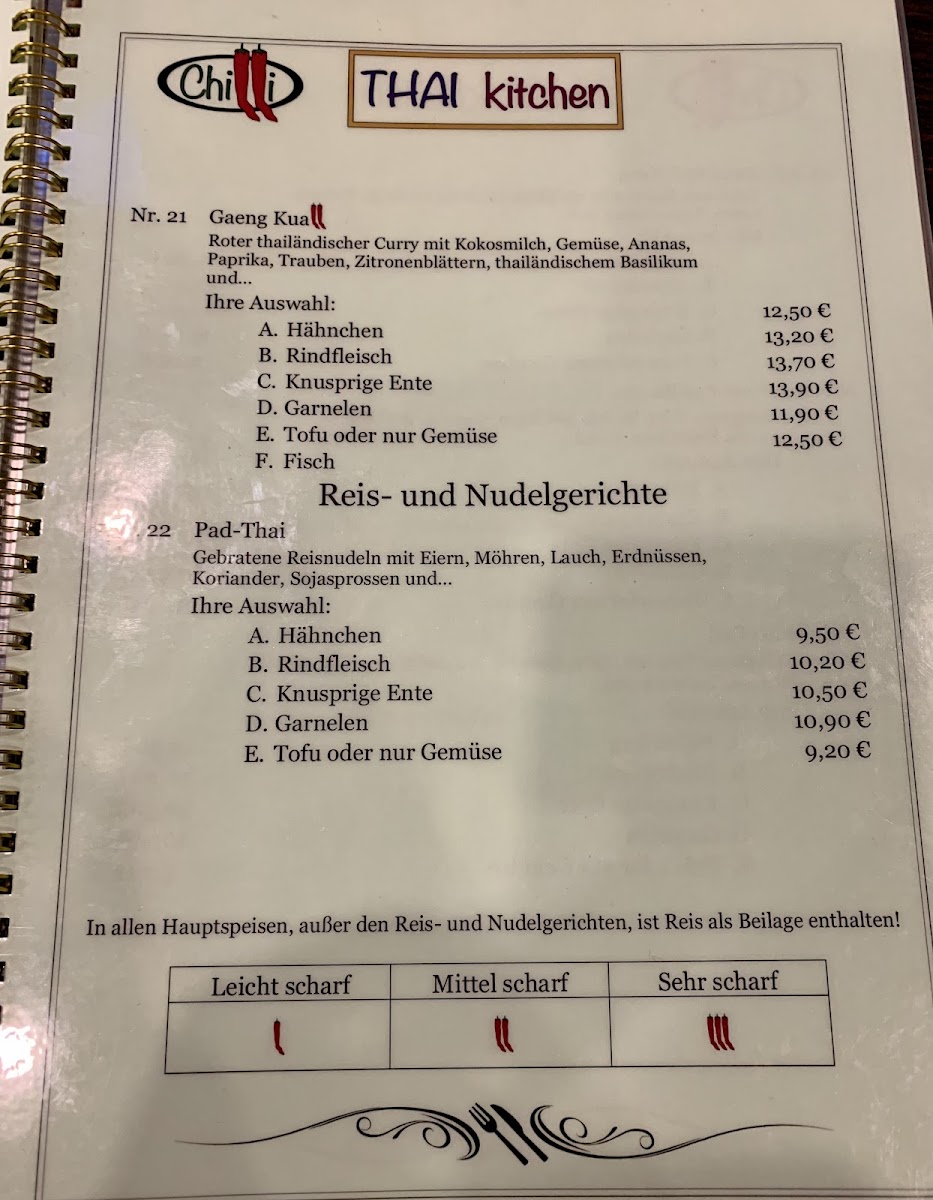 Chilli THAI kitchen
Nr. 21 Gaeng Kua
Roter thailändischer Curry mit Kokosmilch, Gemüse, Ananas,
Paprika, Trauben, Zitronenblättern, thailändischem Basilikum
und...
Ihre Auswahl:
12,50 €
A. Hähnchen
13,20 €
B. Rindfleisch
13,70 €
C. Knusprige Ente
13,90 €
D. Garnelen
11,90 €
E. Tofu oder nur Gemüse
12,50 €
F. Fisch
Reis- und Nudelgerichte
22 Pad-Thai
Gebratene Reisnudeln mit Eiern, Möhren, Lauch, Erdnüssen,
Koriander, Sojasprossen und...
Ihre Auswahl:
A. Hähnchen 9,50 €
B. Rindfleisch 10,20 €
C. Knusprige Ente 10,50 €
D. Garnelen 10,90 €
E. Tofu oder nur Gemüse 9,20 €
In allen Hauptspeisen, außer den Reis- und Nudelgerichten, ist Reis als Beilage enthalten!
Leicht scharf Mittel scharf Sehr scharf